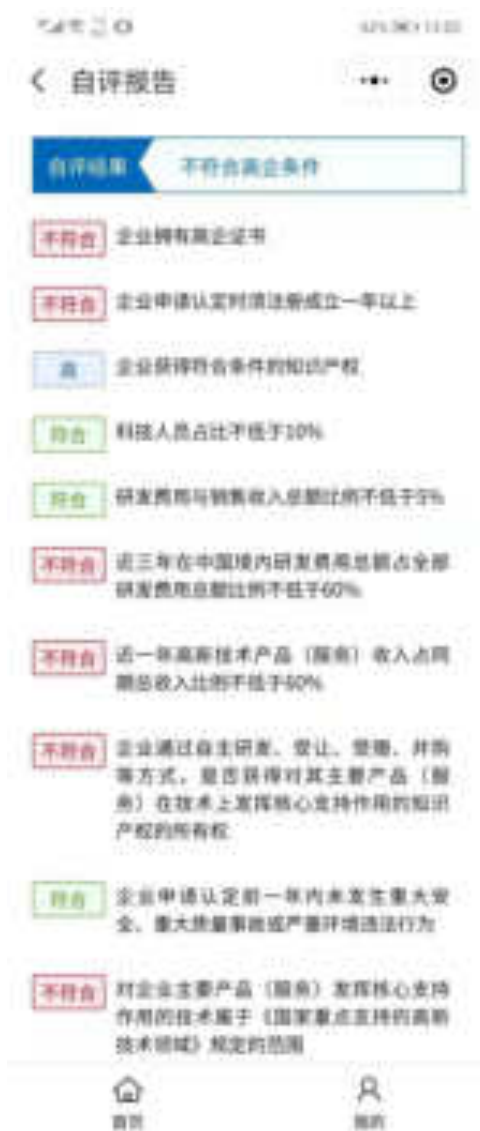 自评报告
自评结果 不符合高企条件
不符合 企业拥有高企证书
不符合 企业申请认定时须注册成立一年以上
高 企业获得符合条件的知识产权
符合 科技人员占比不低于10%
符合 研发费用与销售收入总额比例不低于5%
不符合 近三年在中国境内研发费用总额占全部
研发费用总额比例不低于60%
不符合 近一年高新技术产品（服务）收入占同
期总收入比例不低于60%
不符合 企业通过自主研发、受让、受赠、并购
等方式，是否获得对其主要产品（服
务）在技术上发挥核心支持作用的知识
产权的所有权
符合 企业申请认定前一年内未发生重大安
全、重大质量事故或严重环境违法行为
不符合 对企业主要产品（服务）发挥核心支持
作用的技术属于《国家重点支持的高新
技术领域》规定的范围
首页 我的